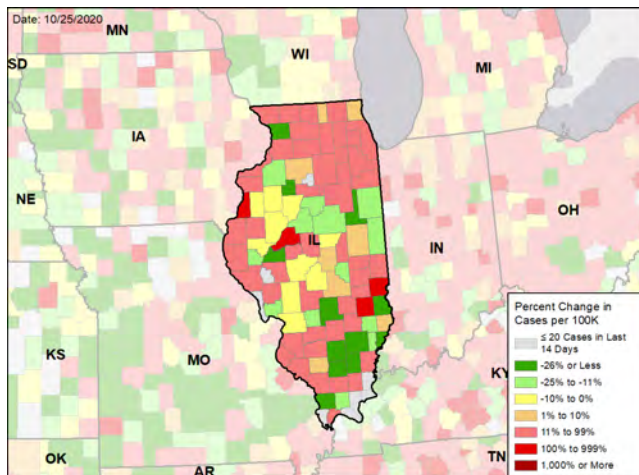 Date: 10/25/2020
MN
SD
WI
MI
IA
NE
OH
IL
IN
KS
MO
KY
OK
AR
TN
Percent Change in
Cases per 100K
≤ 20 Cases in Last
14 Days
-26% or Less
-25% to -11%
-10% to 0%
1% to 10%
11% to 99%
100% to 999%
1,000% or More